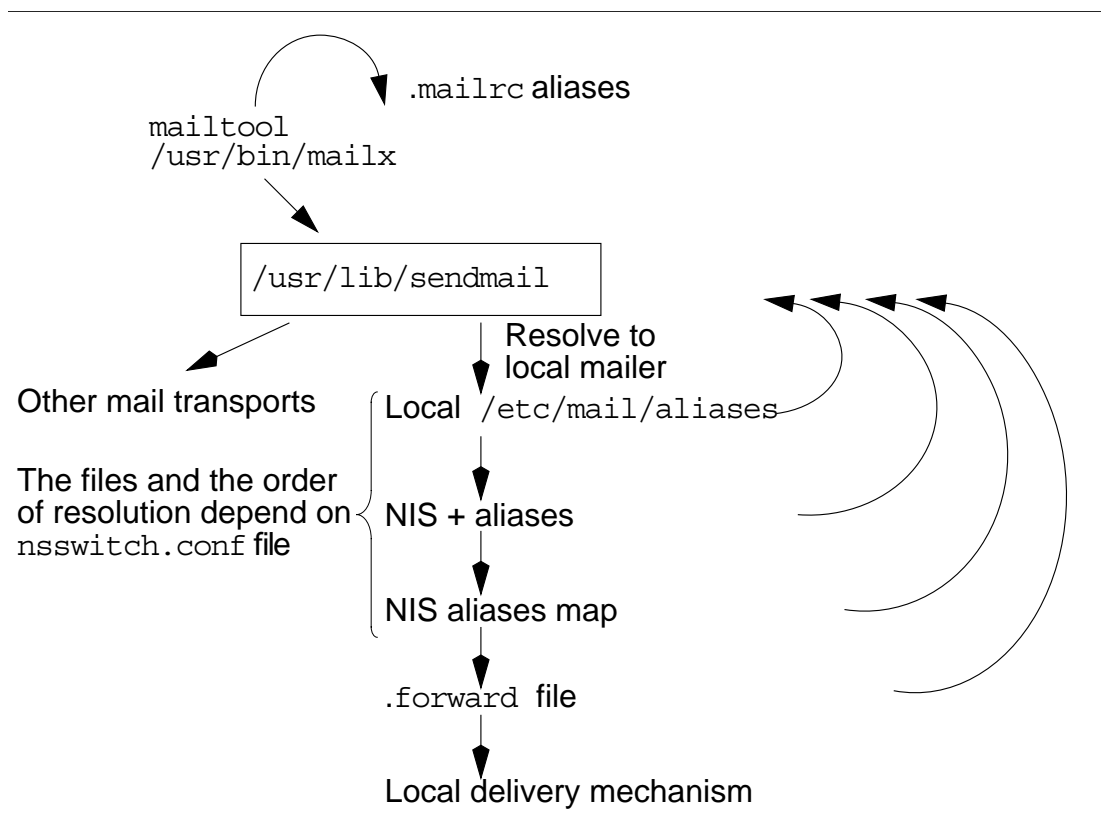 .mailrc aliases
mailtool
/usr/bin/mailx
/usr/lib/sendmail
Resolve to
local mailer
Other mail transports
Local /etc/mail/aliases
The files and the order
of resolution depend on
nsswitch.conf file
NIS + aliases
NIS aliases map
.forward file
Local delivery mechanism